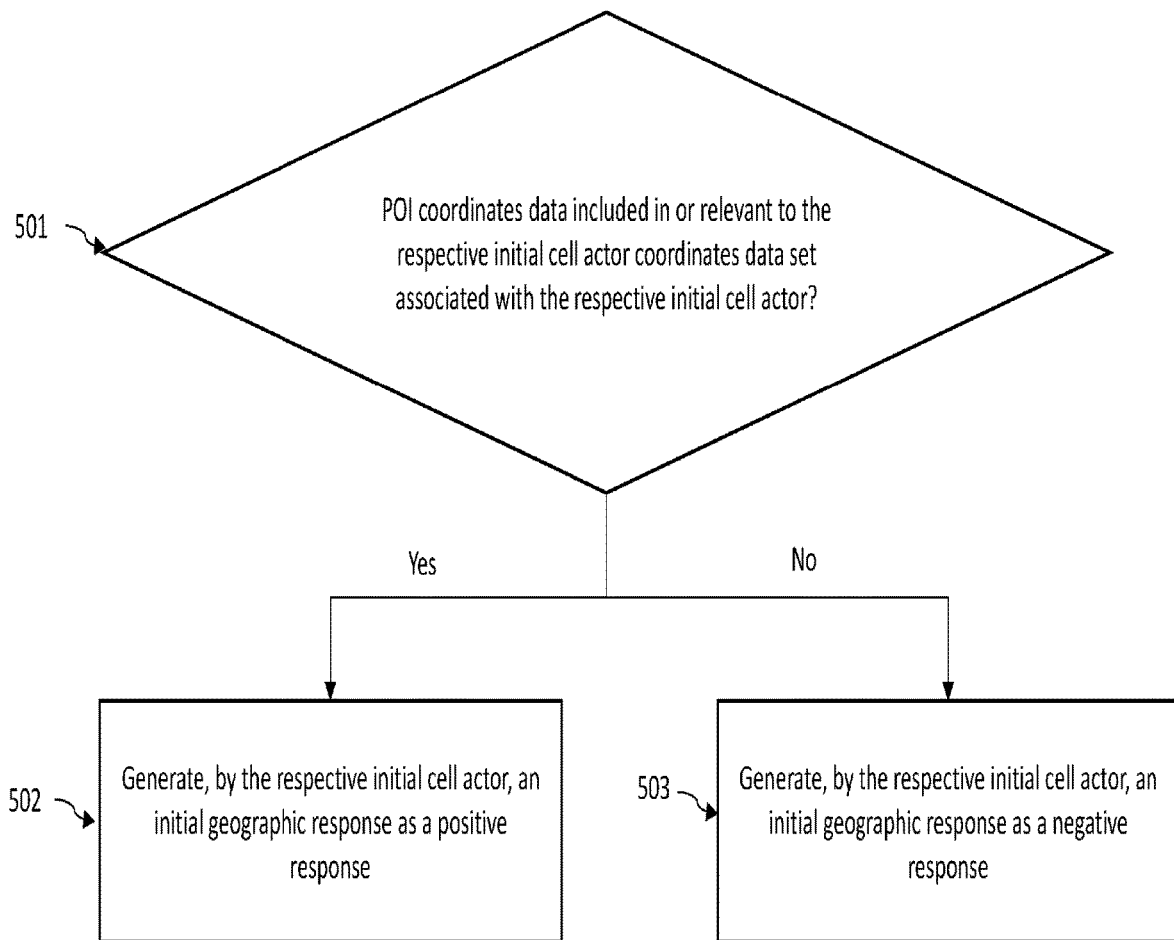 501
POI coordinates data included in or relevant to the
respective initial cell actor coordinates data set
associated with the respective initial cell actor?
Yes
No
502
Generate, by the respective initial cell actor, an
initial geographic response as a positive
response
503
Generate, by the respective initial cell actor, an
initial geographic response as a negative
response